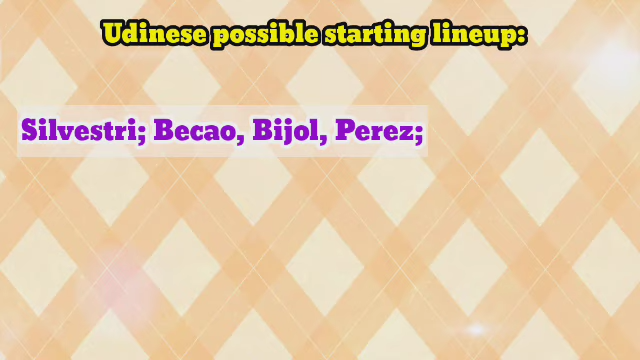 Udinese possible starting lineup:
Silvestri; Becao, Bijol, Perez;